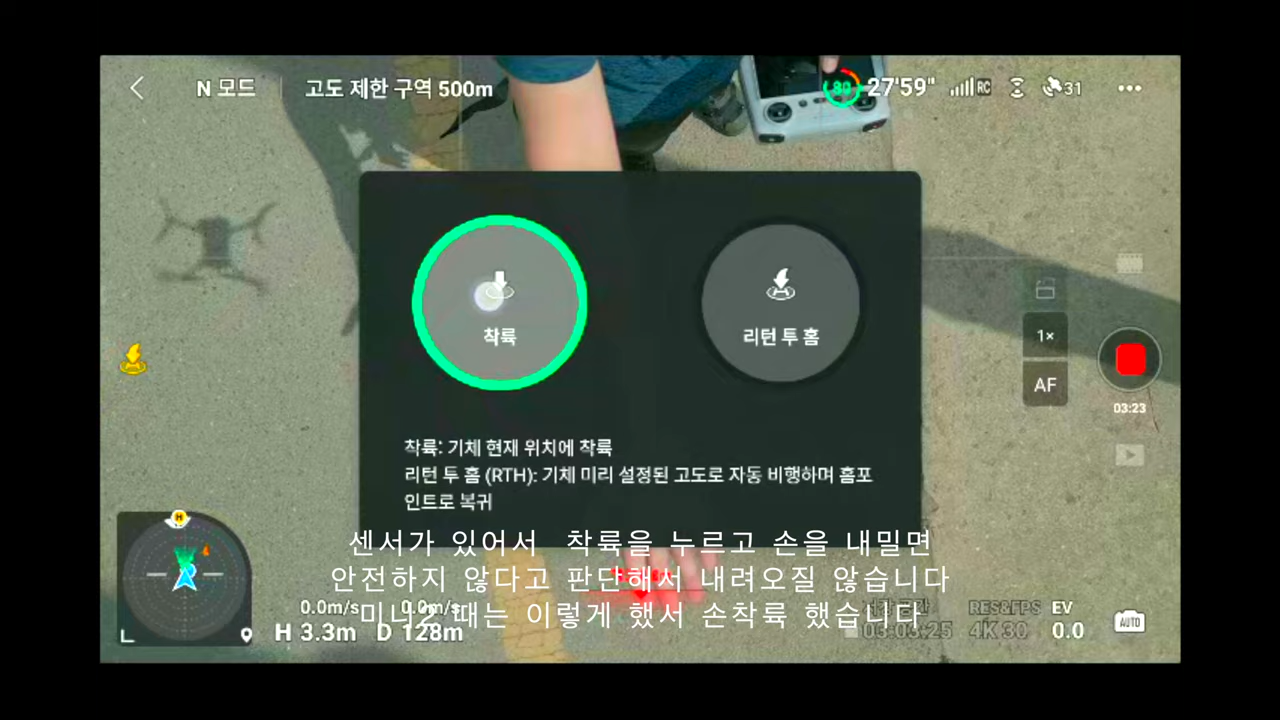 N 모드
고도 제한 구역 500m
80
27'59"
RC
31
착륙
리턴 투 홈
1×
AF
03:23
착륙: 기체 현재 위치에 착륙
리턴 투 홈 (RTH): 기체 미리 설정된 고도로 자동 비행하며 홈포
인트로 복귀
H
센서가 있어서 착륙을 누르고 손을 내밀면
안전하지 않다고 판단해서 내려오질 않습니다
미니2 때는 이렇게 했서 손착륙 했습니다
0.0m/s 0.0m/s
H 3.3m D 128m
RES&FPS
4K 30
EV
0.0
AUTO